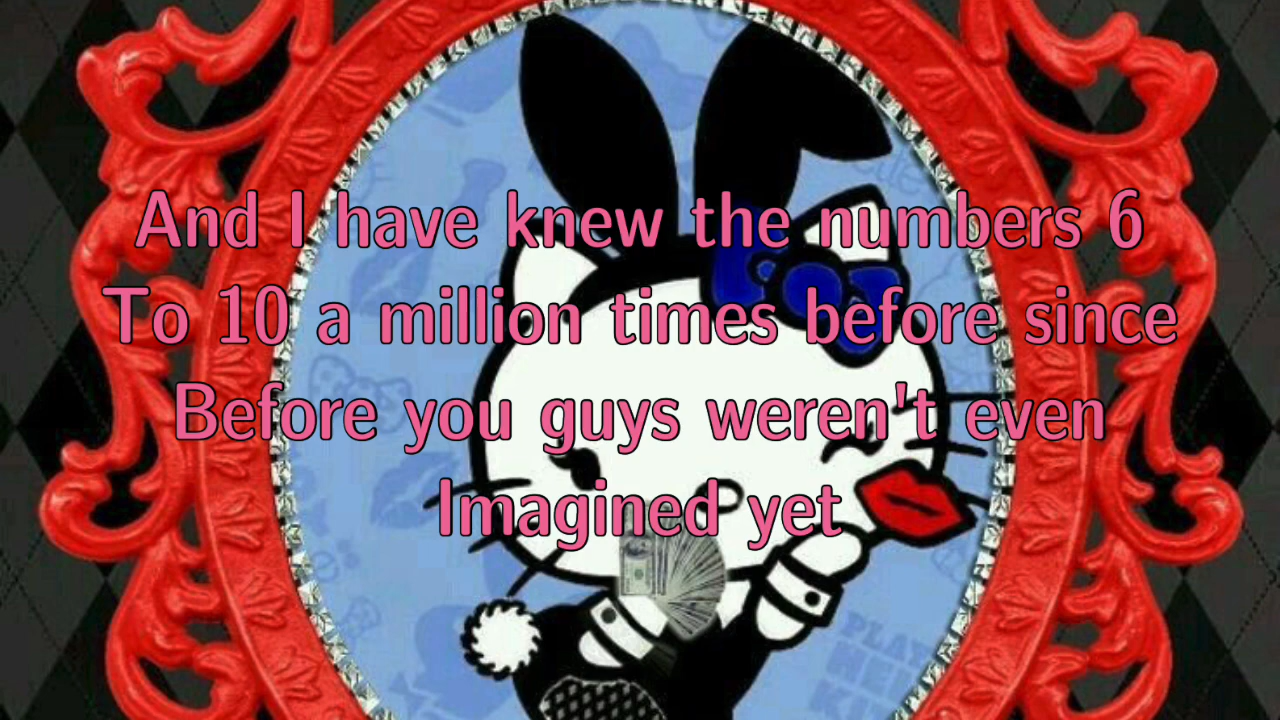 And I have knew the numbers 6
To 10 a million times before since
Before you guys weren't even
Imagined yet
PLAY